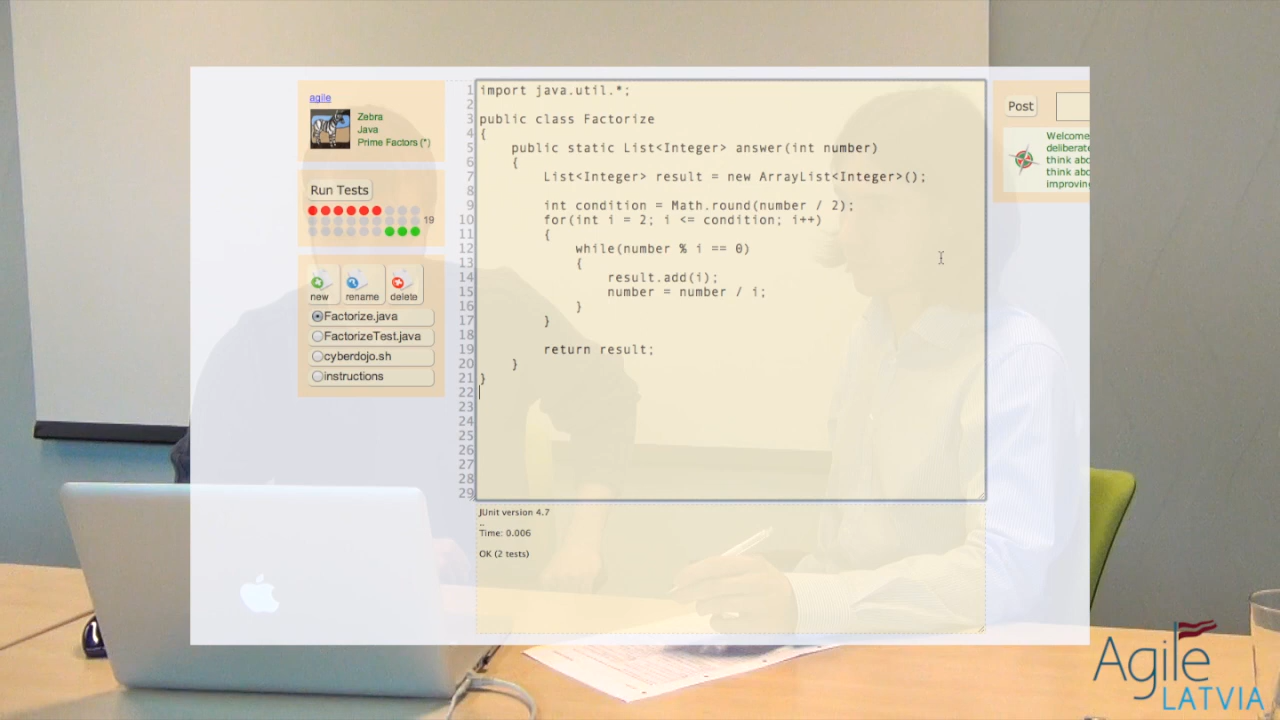 agile
Zebra
Java
Prime Factors (*)
Run Tests
19
new
rename
delete
Factorize.java
FactorizeTest.java
cyberdojo.sh
instructions
1 import java.util.*;
2
3 public class Factorize
4 {
5 public static List<Integer> answer(int number)
6 {
7 List<Integer> result = new ArrayList<Integer>();
8
9 int condition = Math.round(number / 2);
10 for(int i = 2; i <= condition; i++)
11 {
12 while(number % i == 0)
13 {
14 result.add(i);
15 number = number / i;
16 }
17 }
18
19 return result;
20 }
21 }
22
23
24
25
26
27
28
29
JUnit version 4.7
..
Time: 0.006
OK (2 tests)
Post
Welcome
deliberate
think abo
think abo
improving
Agile
LATVIA